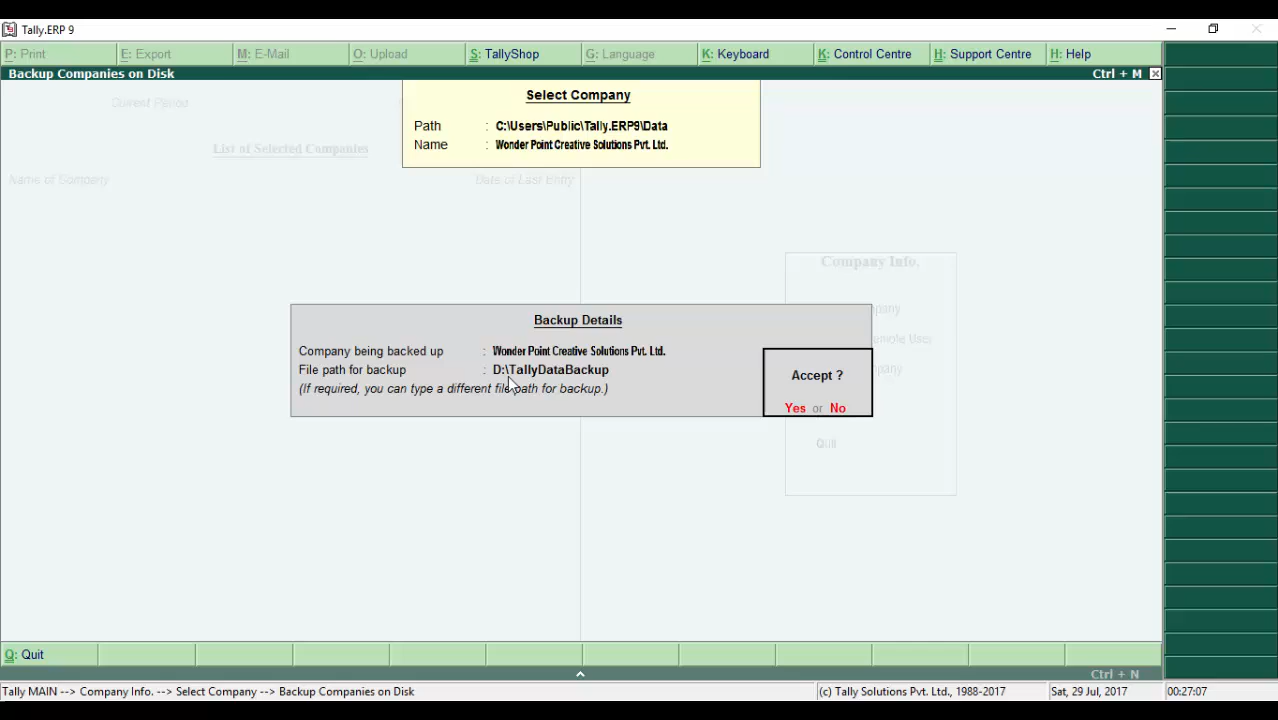 Tally.ERP 9
P: Print E: Export M: E-Mail O: Upload S: TallyShop G: Language K: Keyboard K: Control Centre H: Support Centre H: Help
Backup Companies on Disk Ctrl + M
Current Period
Select Company
Path : C:\Users\Public\Tally.ERP9\Data
Name : Wonder Point Creative Solutions Pvt. Ltd.
List of Selected Companies
Name of Company Date of Last Entry
Company Info.
Backup Details
Company being backed up : Wonder Point Creative Solutions Pvt. Ltd.
File path for backup : D:\TallyDataBackup
(If required, you can type a different file path for backup.)
Accept ?
Yes or No
Quit
Q: Quit
Ctrl + N
Tally MAIN --> Company Info. --> Select Company --> Backup Companies on Disk (c) Tally Solutions Pvt. Ltd., 1988-2017 Sat, 29 Jul, 2017 00:27:07